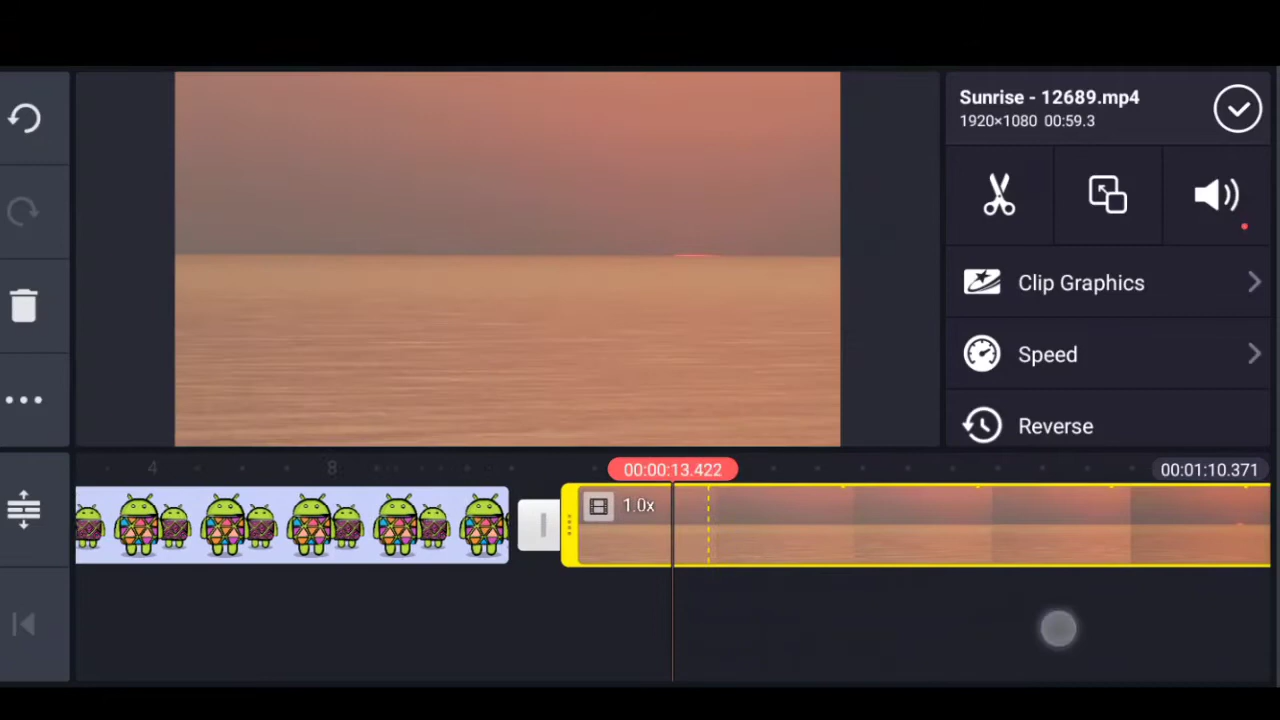 Sunrise - 12689.mp4
1920×1080 00:59.3
Clip Graphics
Speed
Reverse
4
8
00:00:13.422
00:01:10.371
1.0x